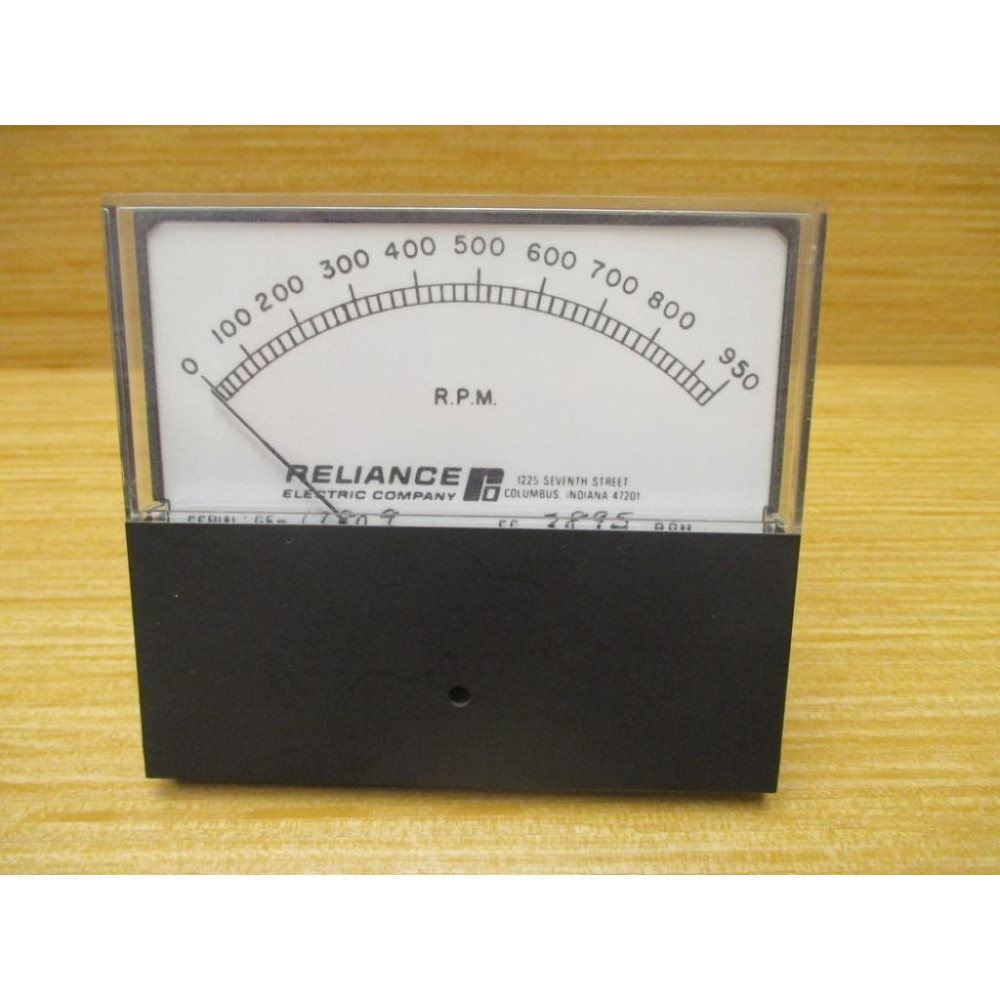 0 100 200 300 400 500 600 700 800 950
R.P.M.
RELIANCE
ELECTRIC COMPANY
1225 SEVENTH STREET
COLUMBUS, INDIANA 47201